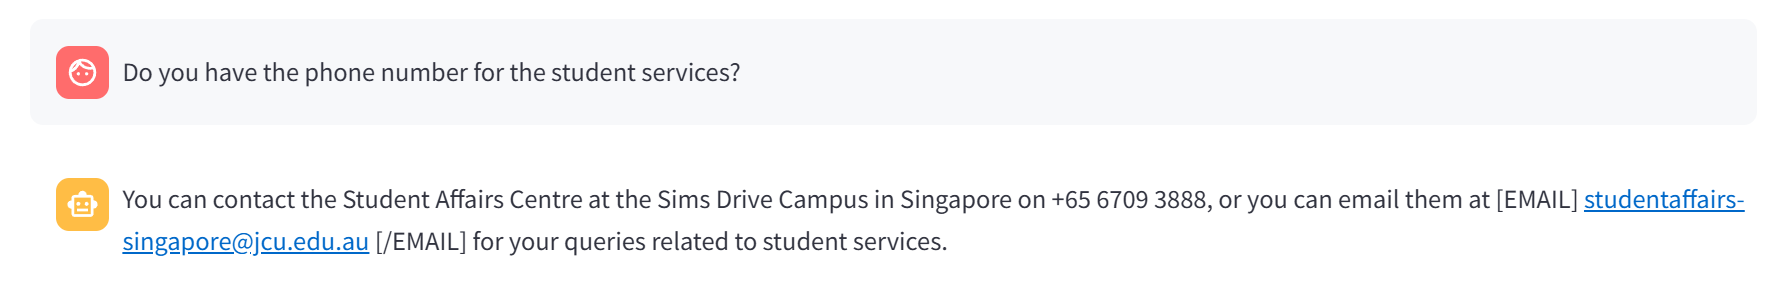 Do you have the phone number for the student services?
You can contact the Student Affairs Centre at the Sims Drive Campus in Singapore on +65 6709 3888, or you can email them at [EMAIL] studentaffairs-
singapore@jcu.edu.au [/EMAIL] for your queries related to student services.